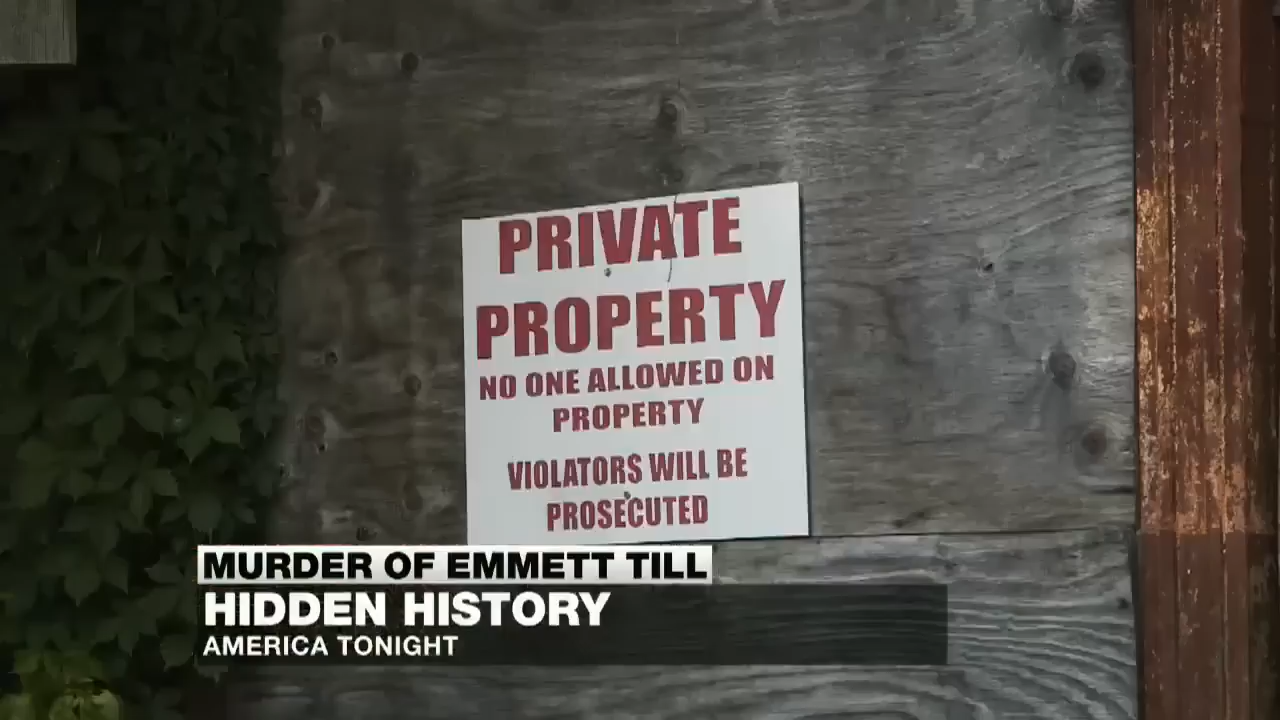 PRIVATE
PROPERTY
NO ONE ALLOWED ON
PROPERTY
VIOLATORS WILL BE
PROSECUTED
MURDER OF EMMETT TILL
HIDDEN HISTORY
AMERICA TONIGHT